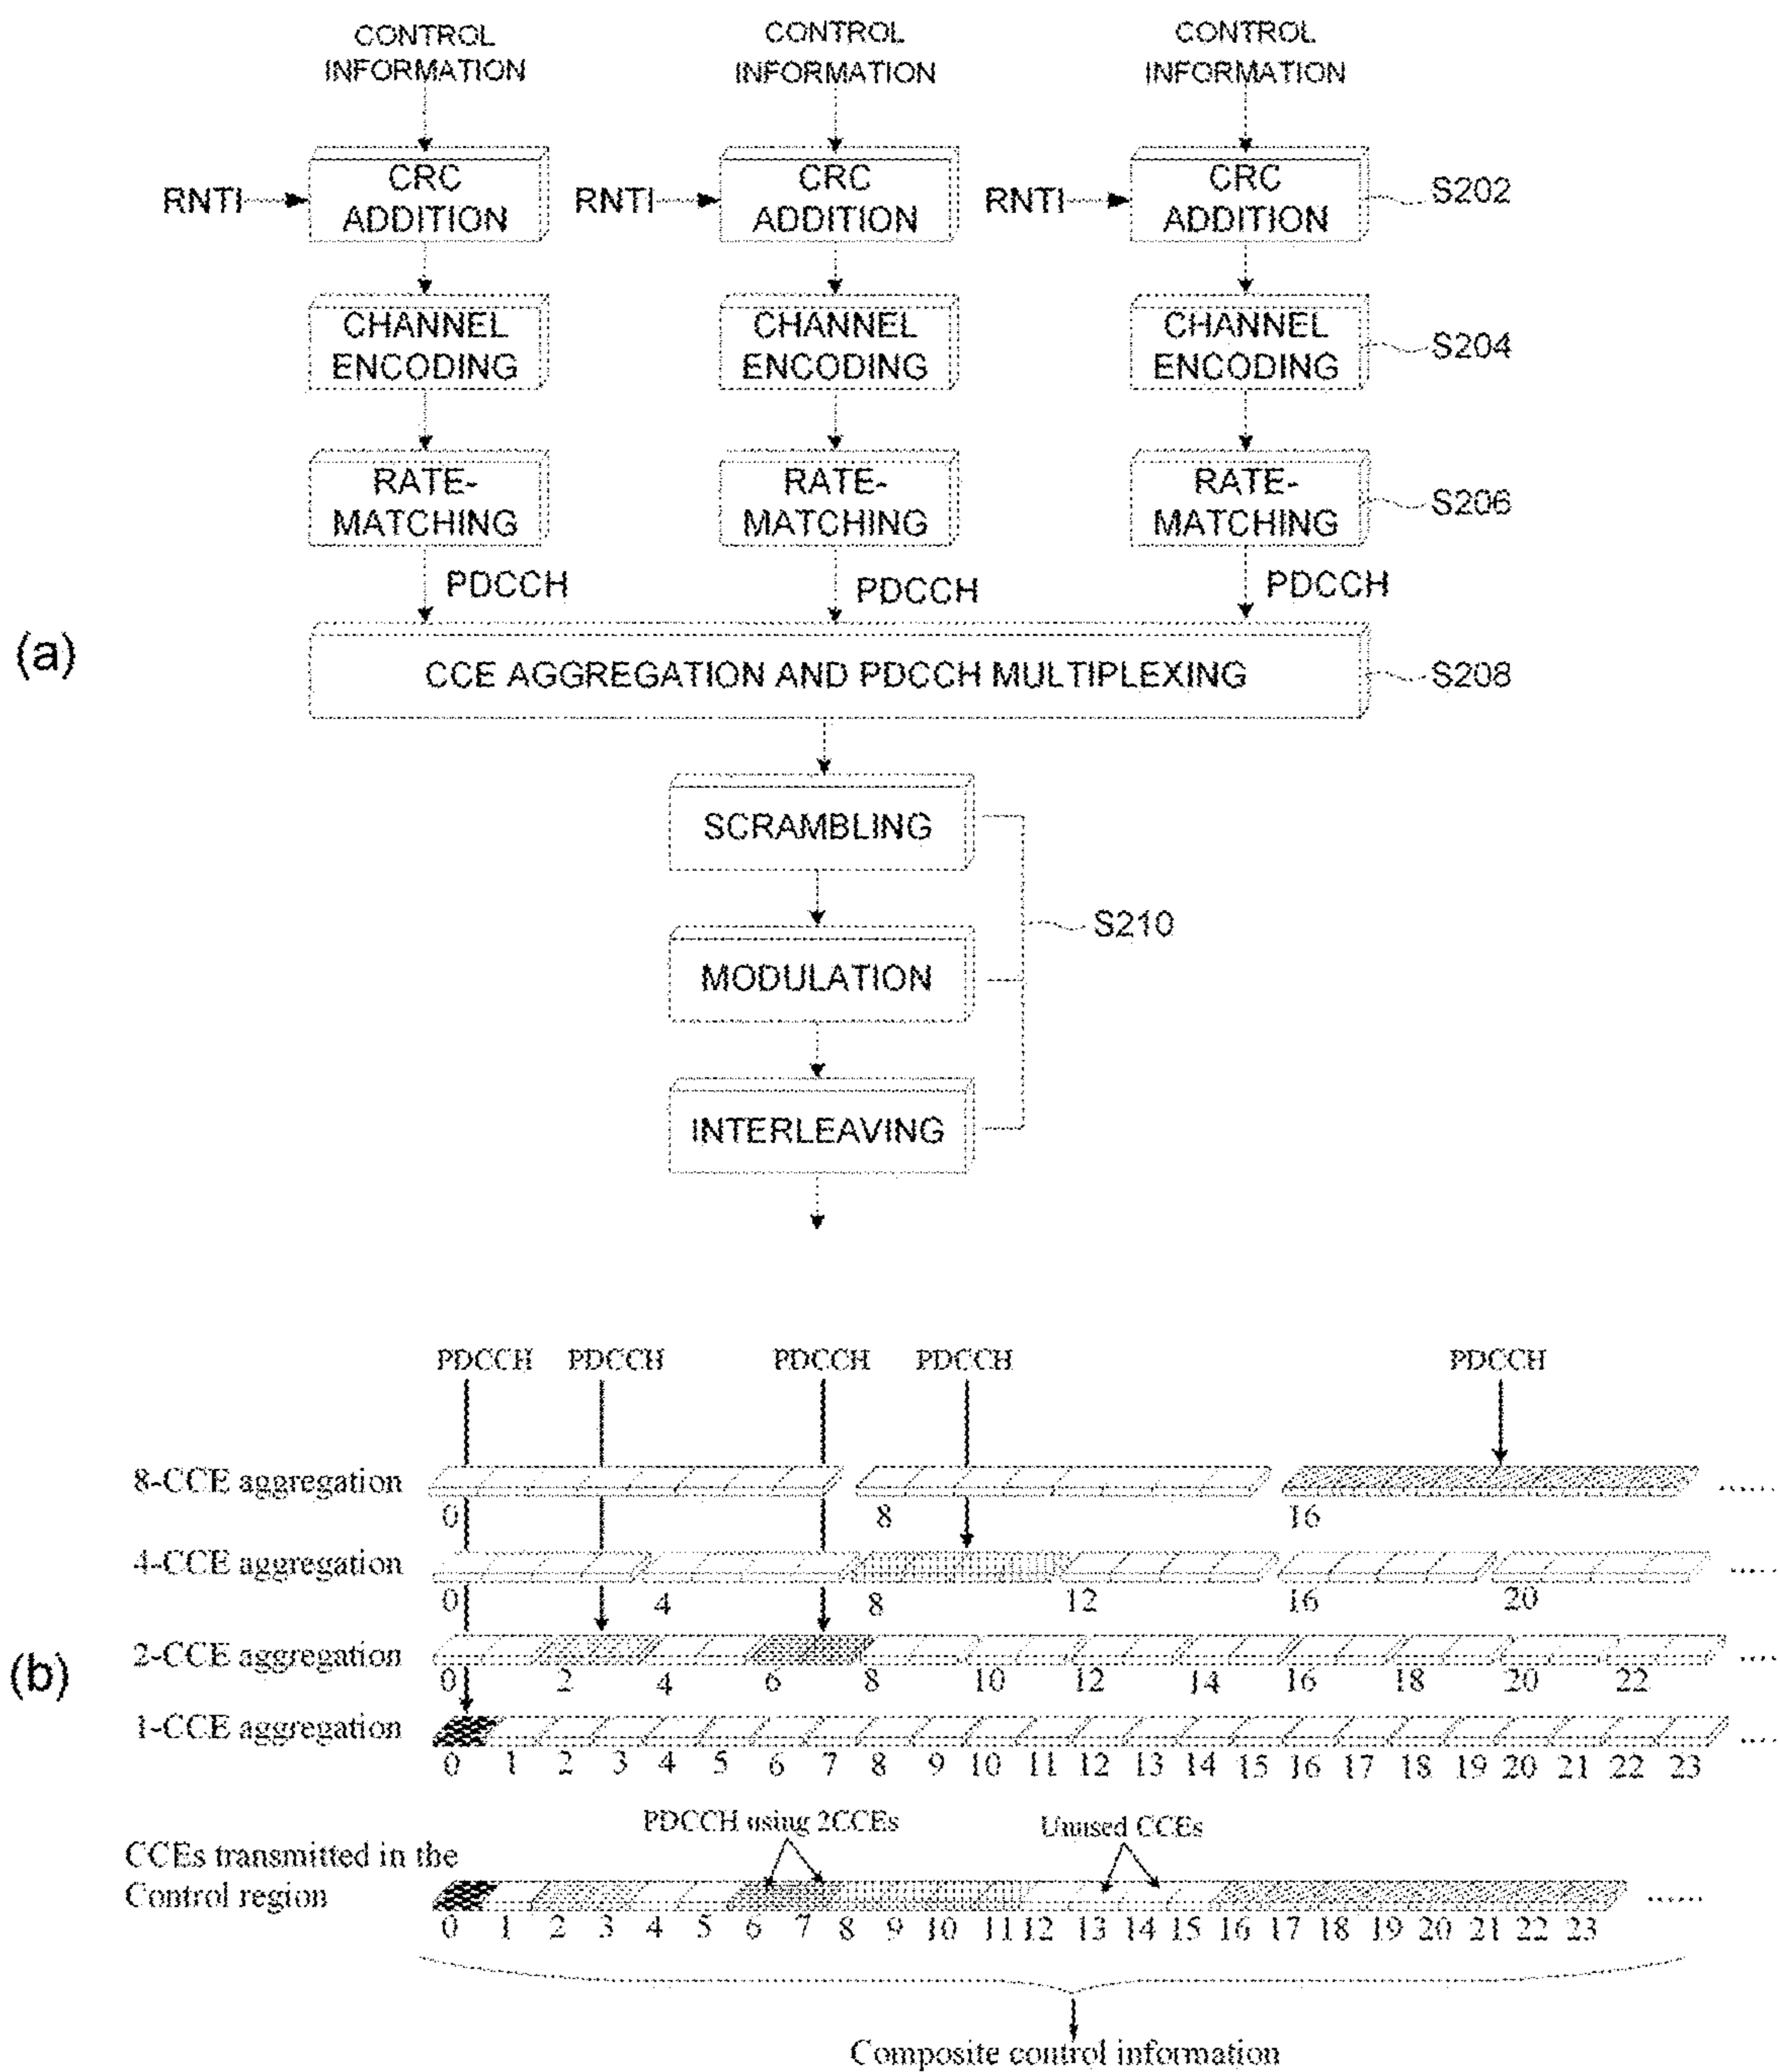 CONTROL INFORMATION CONTROL INFORMATION CONTROL INFORMATION
RNTI CRC ADDITION RNTI CRC ADDITION RNTI CRC ADDITION S202
CHANNEL ENCODING CHANNEL ENCODING CHANNEL ENCODING S204
RATE-MATCHING RATE-MATCHING RATE-MATCHING S206
PDCCH PDCCH PDCCH
(a)
CCE AGGREGATION AND PDCCH MULTIPLEXING S208
SCRAMBLING
S210
MODULATION
INTERLEAVING
PDCCH PDCCH PDCCH PDCCH PDCCH
8-CCE aggregation ......
0 8 16
4-CCE aggregation .....
0 4 8 12 16 20
(b)
2-CCE aggregation ....
0 2 4 6 8 10 12 14 16 18 20 22
1-CCE aggregation ....
0 1 2 3 4 5 6 7 8 9 10 11 12 13 14 15 16 17 18 19 20 21 22 23
PDCCH using 2CCEs Unused CCEs
CCEs transmitted in the
Control region ......
0 1 2 3 4 5 6 7 8 9 10 11 12 13 14 15 16 17 18 19 20 21 22 23
Composite control information